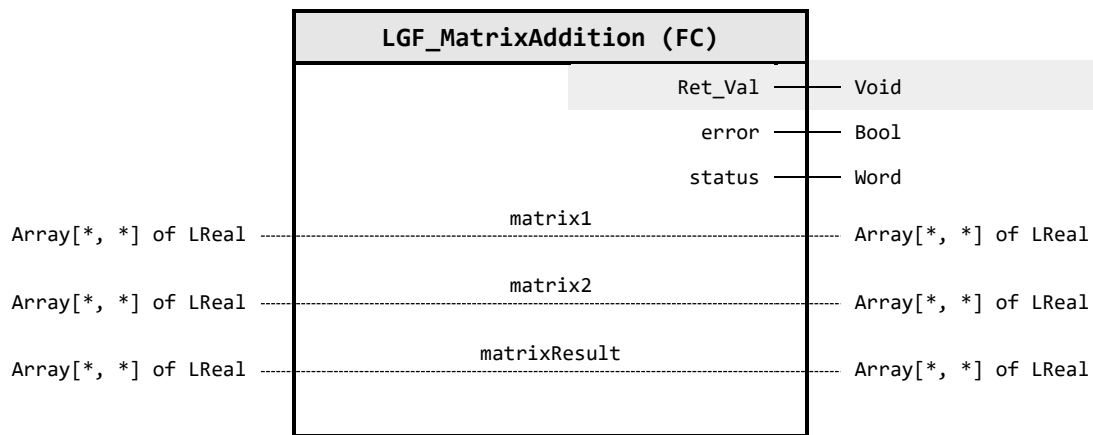 LGF_MatrixAddition (FC)
Ret_Val Void
error Bool
status Word
matrix1
Array[*, *] of LReal Array[*, *] of LReal
matrix2
Array[*, *] of LReal Array[*, *] of LReal
matrixResult
Array[*, *] of LReal Array[*, *] of LReal